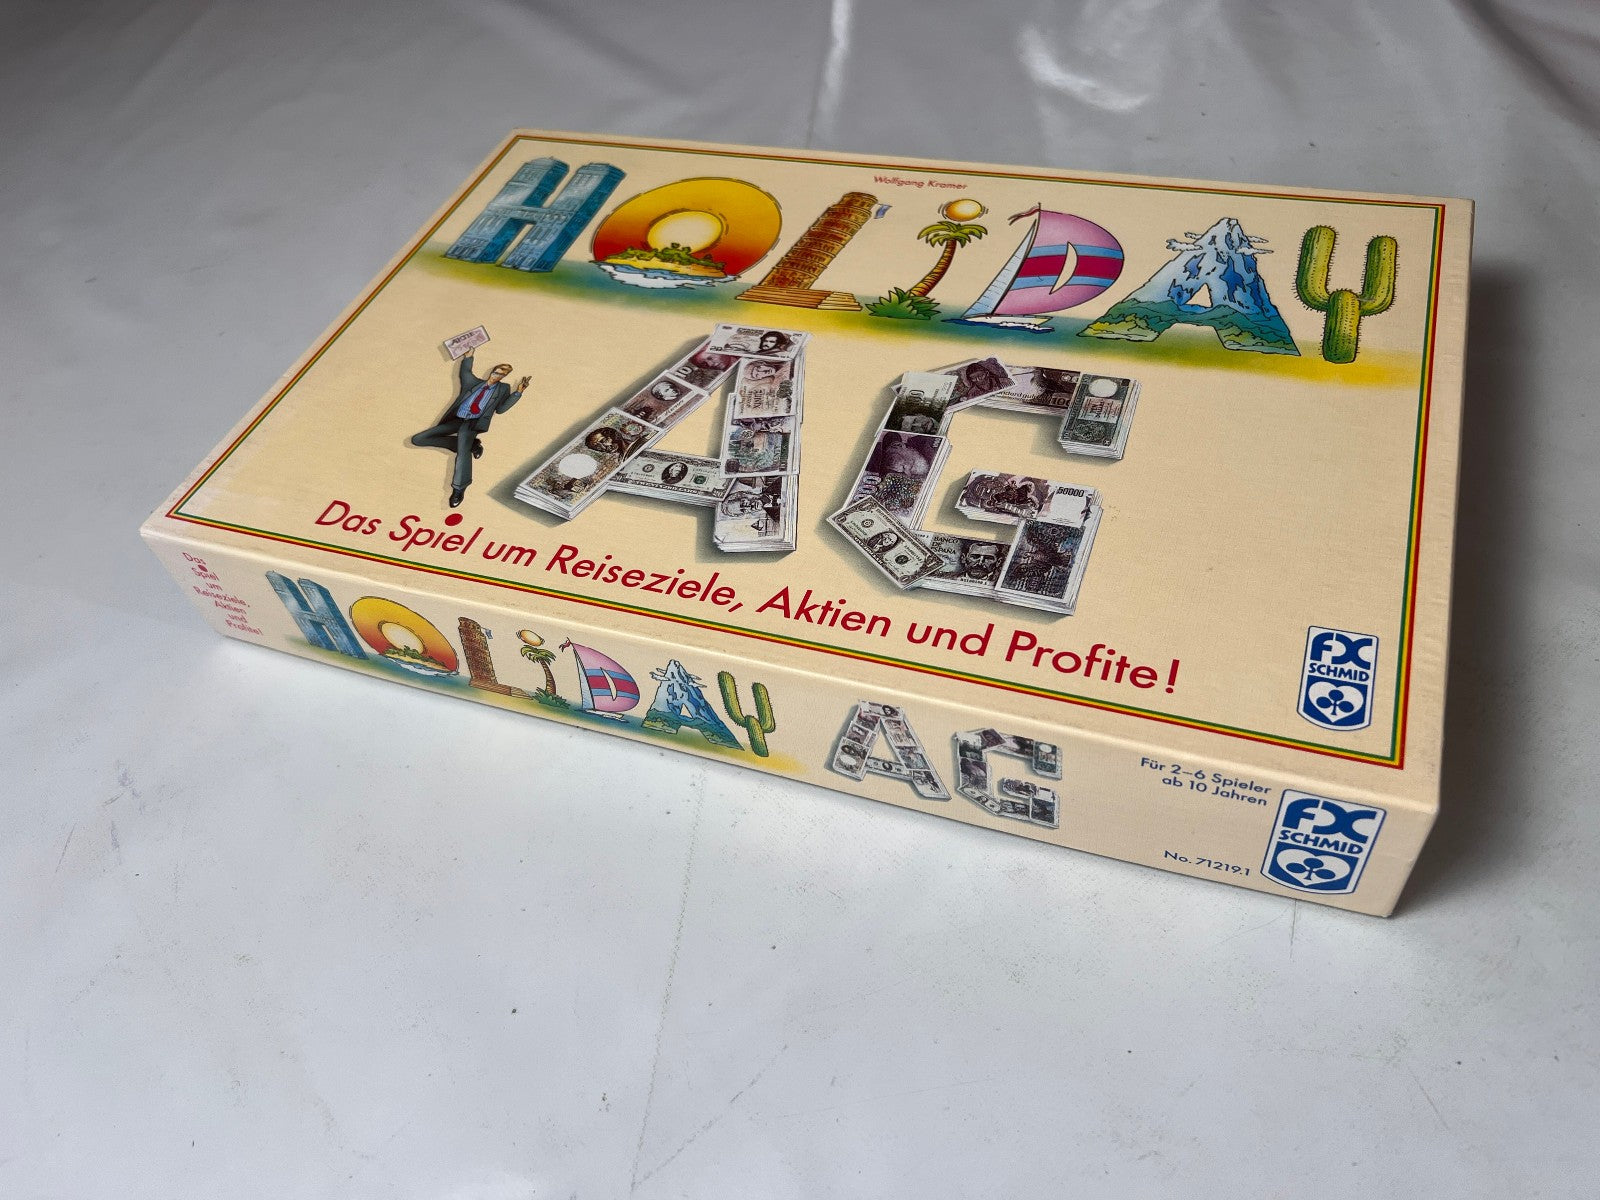 Wolfgang Kramer
HOLiDAY
AG
Das Spiel um Reiseziele, Aktien und Profite!
FX
SCHMID
Das
Spiel
um
Reiseziele,
Aktien
und
Profite!
HOLiDAY AG
Für 2–6 Spieler
ab 10 Jahren
No. 71219.1
FX
SCHMID